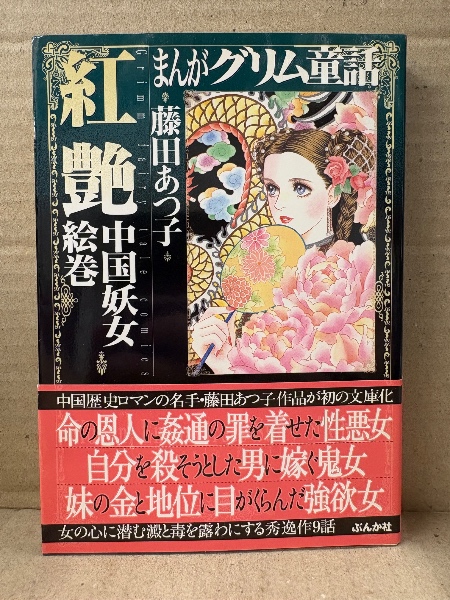 まんがグリム童話
Grimm fairy tale comics
紅艶
中国妖女
絵巻
藤田あつ子
中国歴史ロマンの名手・藤田あつ子作品が初の文庫化
命の恩人に姦通の罪を着せた性悪女
自分を殺そうとした男に嫁ぐ鬼女
妹の金と地位に目がくらんだ強欲女
女の心に潜む澱と毒を露わにする秀逸作9話
ぶんか社